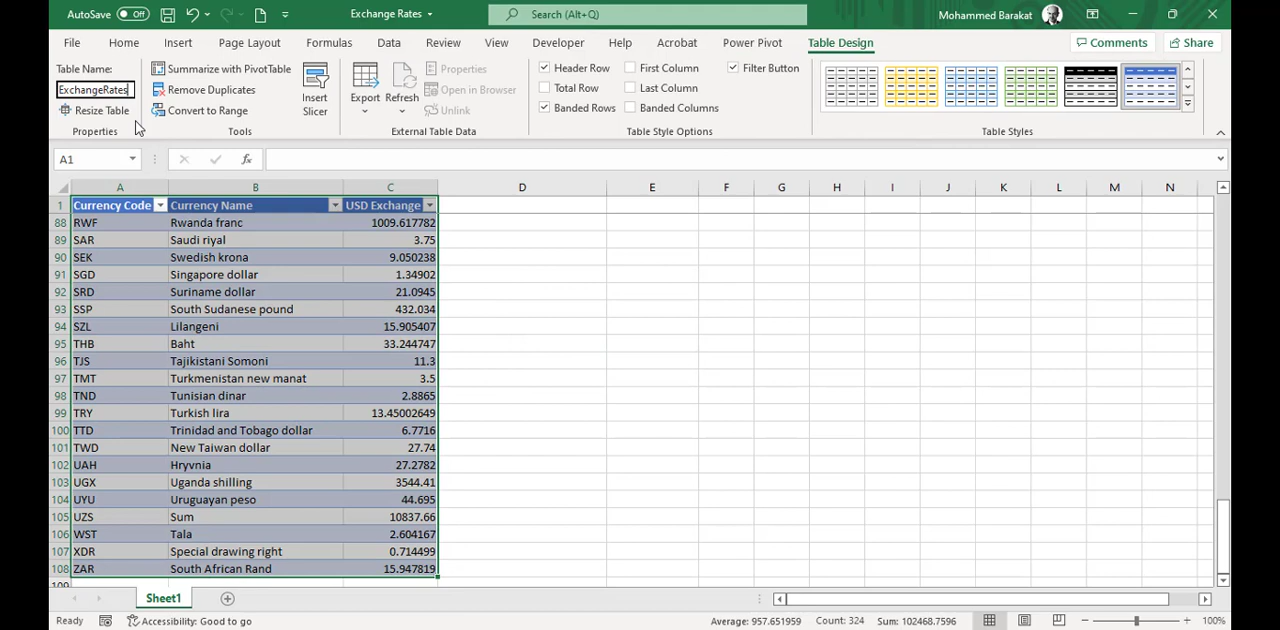 AutoSave Off Exchange Rates Search (Alt+Q) Mohammed Barakat
File Home Insert Page Layout Formulas Data Review View Developer Help Acrobat Power Pivot Table Design Comments Share
Table Name: Summarize with PivotTable Properties Header Row First Column Filter Button
ExchangeRates Remove Duplicates Insert Slicer Export Refresh Open in Browser Total Row Last Column
Resize Table Convert to Range Unlink Banded Rows Banded Columns
Properties Tools External Table Data Table Style Options Table Styles
A1 fx
A B C D E F G H I J K L M N
1 Currency Code Currency Name USD Exchange
88 RWF Rwanda franc 1009.617782
89 SAR Saudi riyal 3.75
90 SEK Swedish krona 9.050238
91 SGD Singapore dollar 1.34902
92 SRD Suriname dollar 21.0945
93 SSP South Sudanese pound 432.034
94 SZL Lilangeni 15.905407
95 THB Baht 33.244747
96 TJS Tajikistani Somoni 11.3
97 TMT Turkmenistan new manat 3.5
98 TND Tunisian dinar 2.8865
99 TRY Turkish lira 13.45002649
100 TTD Trinidad and Tobago dollar 6.7716
101 TWD New Taiwan dollar 27.74
102 UAH Hryvnia 27.2782
103 UGX Uganda shilling 3544.41
104 UYU Uruguayan peso 44.695
105 UZS Sum 10837.66
106 WST Tala 2.604167
107 XDR Special drawing right 0.714499
108 ZAR South African Rand 15.947819
109
Sheet1
Ready Accessibility: Good to go Average: 957.651959 Count: 324 Sum: 102468.7596 100%